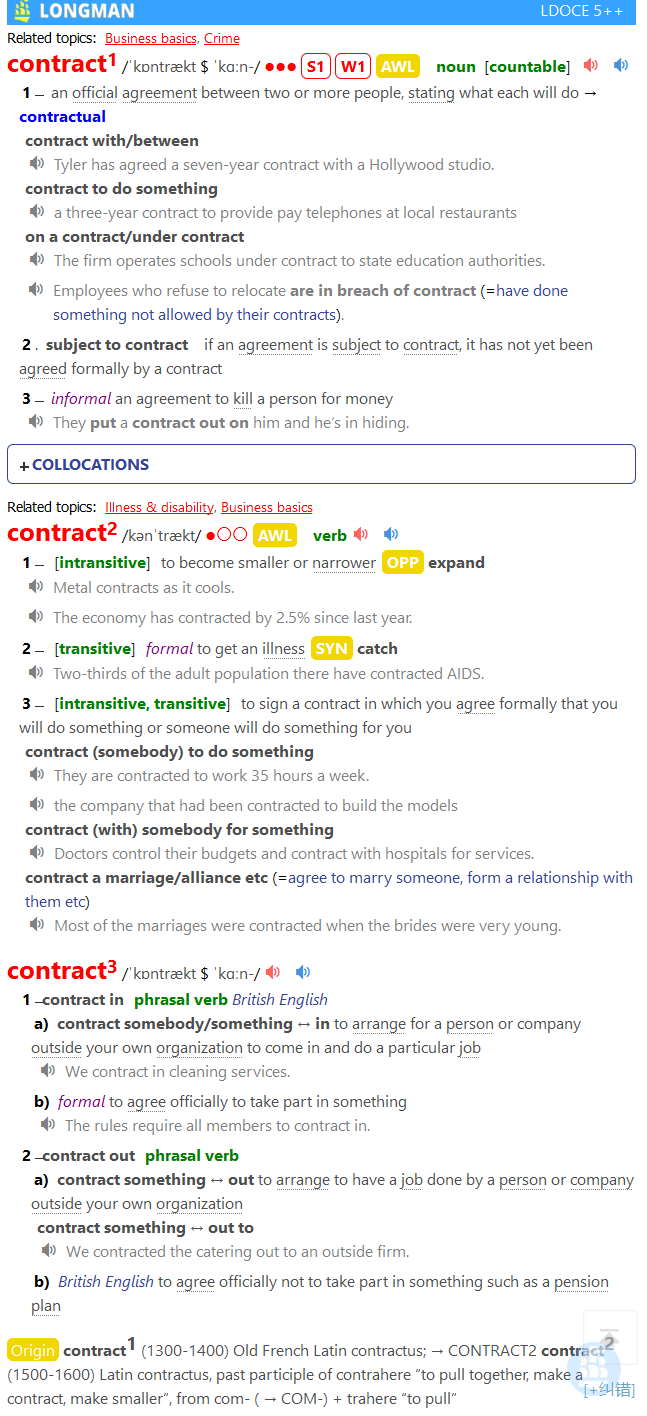 LONGMAN LDOCE 5++
Related topics: Business basics, Crime
contract1 /ˈkɒntrækt $ ˈkɑːn-/ ●●● S1 W1 AWL noun [countable]
1 – an official agreement between two or more people, stating what each will do →
contractual
contract with/between
Tyler has agreed a seven-year contract with a Hollywood studio.
contract to do something
a three-year contract to provide pay telephones at local restaurants
on a contract/under contract
The firm operates schools under contract to state education authorities.
Employees who refuse to relocate are in breach of contract (=have done
something not allowed by their contracts).
2 . subject to contract if an agreement is subject to contract, it has not yet been
agreed formally by a contract
3 – informal an agreement to kill a person for money
They put a contract out on him and he's in hiding.
+ COLLOCATIONS
Related topics: Illness & disability, Business basics
contract2 /kənˈtrækt/ ●○○ AWL verb
1 – [intransitive] to become smaller or narrower OPP expand
Metal contracts as it cools.
The economy has contracted by 2.5% since last year.
2 – [transitive] formal to get an illness SYN catch
Two-thirds of the adult population there have contracted AIDS.
3 – [intransitive, transitive] to sign a contract in which you agree formally that you
will do something or someone will do something for you
contract (somebody) to do something
They are contracted to work 35 hours a week.
the company that had been contracted to build the models
contract (with) somebody for something
Doctors control their budgets and contract with hospitals for services.
contract a marriage/alliance etc (=agree to marry someone, form a relationship with
them etc)
Most of the marriages were contracted when the brides were very young.
contract3 /ˈkɒntrækt $ ˈkɑːn-/
1 –contract in phrasal verb British English
a) contract somebody/something ↔ in to arrange for a person or company
outside your own organization to come in and do a particular job
We contract in cleaning services.
b) formal to agree officially to take part in something
The rules require all members to contract in.
2 –contract out phrasal verb
a) contract something ↔ out to arrange to have a job done by a person or company
outside your own organization
contract something ↔ out to
We contracted the catering out to an outside firm.
b) British English to agree officially not to take part in something such as a pension
plan
Origin contract1 (1300-1400) Old French Latin contractus; → CONTRACT2 contract2
(1500-1600) Latin contractus, past participle of contrahere “to pull together, make a
contract, make smaller”, from com- ( → COM-) + trahere “to pull”
[+纠错]